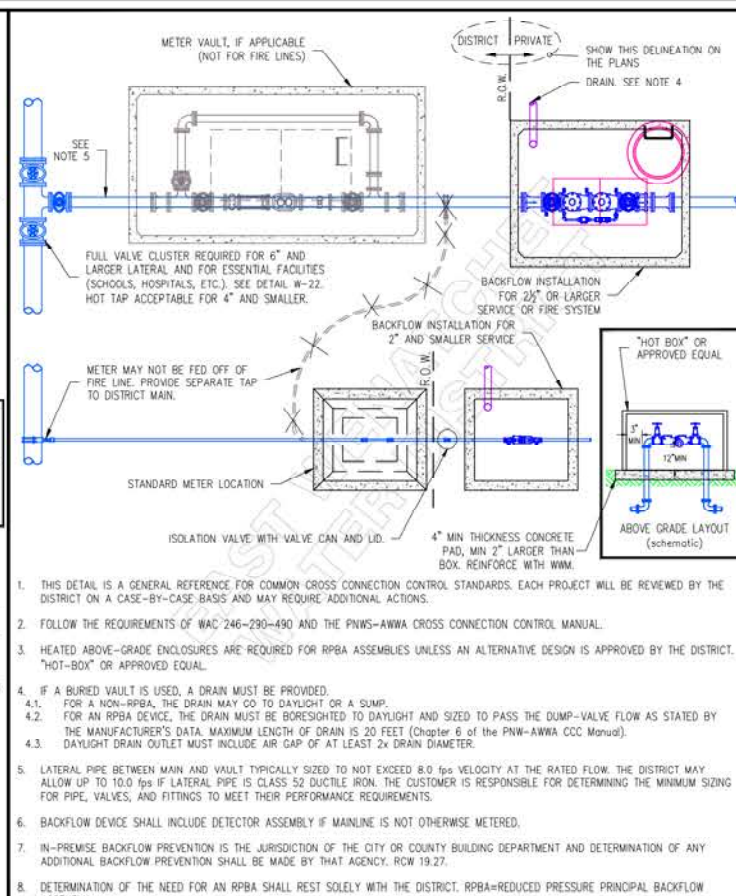 METER VAULT, IF APPLICABLE
(NOT FOR FIRE LINES)
DISTRICT
PRIVATE
SHOW THIS DELINEATION ON
THE PLANS
R.O.W.
DRAIN. SEE NOTE 4
SEE
NOTE 5
FULL VALVE CLUSTER REQUIRED FOR 6" AND
LARGER LATERAL AND FOR ESSENTIAL FACILITIES
(SCHOOLS, HOSPITALS, ETC.). SEE DETAIL W-22.
HOT TAP ACCEPTABLE FOR 4" AND SMALLER.
BACKFLOW INSTALLATION
FOR 2½" OR LARGER
SERVICE OR FIRE SYSTEM
BACKFLOW INSTALLATION FOR
2" AND SMALLER SERVICE
METER MAY NOT BE FED OFF OF
FIRE LINE. PROVIDE SEPARATE TAP
TO DISTRICT MAIN.
R.O.W.
STANDARD METER LOCATION
ISOLATION VALVE WITH VALVE CAN AND LID.
"HOT BOX" OR
APPROVED EQUAL
3"
MIN
12"MIN
4" MIN THICKNESS CONCRETE
PAD, MIN 2" LARGER THAN
BOX. REINFORCE WITH WWM.
ABOVE GRADE LAYOUT
(schematic)
EAST WENATCHEE
WATER DISTRICT
1. THIS DETAIL IS A GENERAL REFERENCE FOR COMMON CROSS CONNECTION CONTROL STANDARDS. EACH PROJECT WILL BE REVIEWED BY THE
DISTRICT ON A CASE-BY-CASE BASIS AND MAY REQUIRE ADDITIONAL ACTIONS.
2. FOLLOW THE REQUIREMENTS OF WAC 246-290-490 AND THE PNWS-AWWA CROSS CONNECTION CONTROL MANUAL.
3. HEATED ABOVE-GRADE ENCLOSURES ARE REQUIRED FOR RPBA ASSEMBLIES UNLESS AN ALTERNATIVE DESIGN IS APPROVED BY THE DISTRICT.
"HOT-BOX" OR APPROVED EQUAL.
4. IF A BURIED VAULT IS USED, A DRAIN MUST BE PROVIDED.
4.1. FOR A NON-RPBA, THE DRAIN MAY GO TO DAYLIGHT OR A SUMP.
4.2. FOR AN RPBA DEVICE, THE DRAIN MUST BE BORESIGHTED TO DAYLIGHT AND SIZED TO PASS THE DUMP-VALVE FLOW AS STATED BY
THE MANUFACTURER'S DATA. MAXIMUM LENGTH OF DRAIN IS 20 FEET (Chapter 6 of the PNW-AWWA CCC Manual).
4.3. DAYLIGHT DRAIN OUTLET MUST INCLUDE AIR GAP OF AT LEAST 2x DRAIN DIAMETER.
5. LATERAL PIPE BETWEEN MAIN AND VAULT TYPICALLY SIZED TO NOT EXCEED 8.0 fps VELOCITY AT THE RATED FLOW. THE DISTRICT MAY
ALLOW UP TO 10.0 fps IF LATERAL PIPE IS CLASS 52 DUCTILE IRON. THE CUSTOMER IS RESPONSIBLE FOR DETERMINING THE MINIMUM SIZING
FOR PIPE, VALVES, AND FITTINGS TO MEET THEIR PERFORMANCE REQUIREMENTS.
6. BACKFLOW DEVICE SHALL INCLUDE DETECTOR ASSEMBLY IF MAINLINE IS NOT OTHERWISE METERED.
7. IN-PREMISE BACKFLOW PREVENTION IS THE JURISDICTION OF THE CITY OR COUNTY BUILDING DEPARTMENT AND DETERMINATION OF ANY
ADDITIONAL BACKFLOW PREVENTION SHALL BE MADE BY THAT AGENCY. RCW 19.27.
8. DETERMINATION OF THE NEED FOR AN RPBA SHALL REST SOLELY WITH THE DISTRICT. RPBA=REDUCED PRESSURE PRINCIPAL BACKFLOW